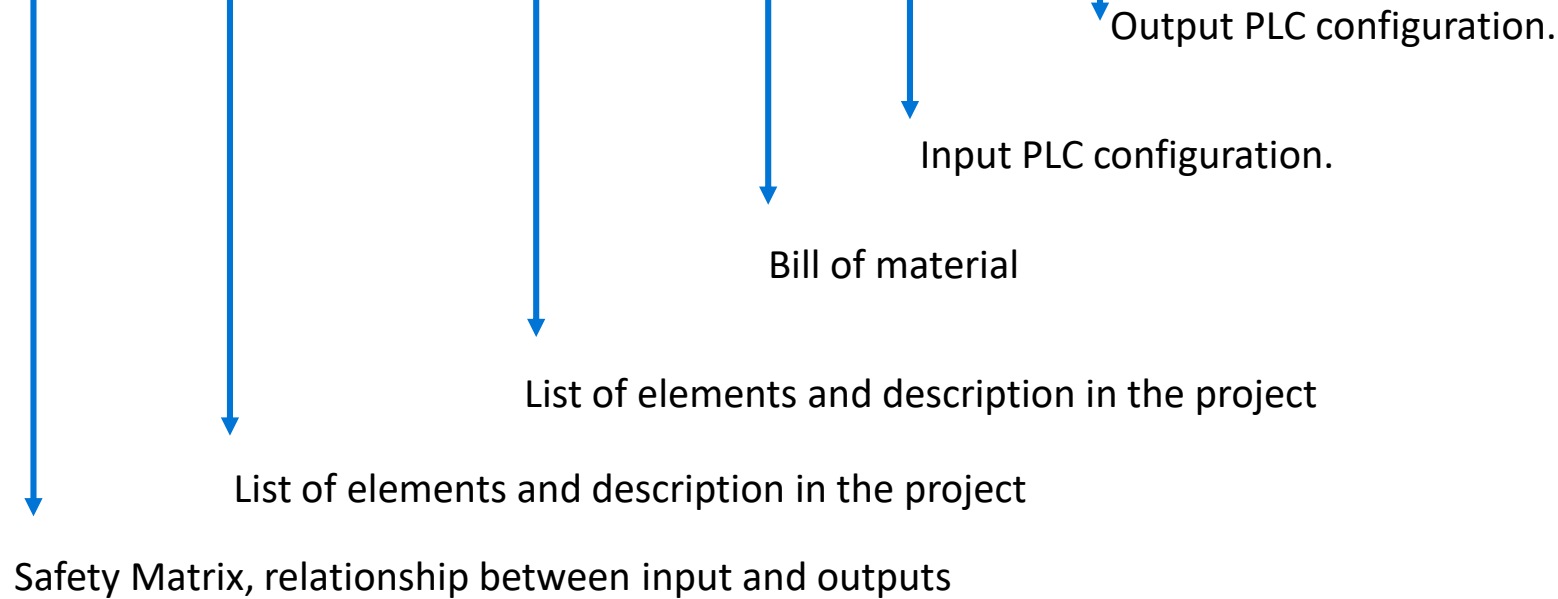 Output PLC configuration.
Input PLC configuration.
Bill of material
List of elements and description in the project
List of elements and description in the project
Safety Matrix, relationship between input and outputs